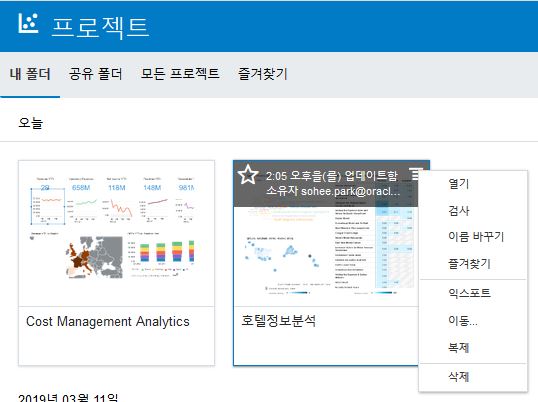 프로젝트
내 폴더 공유 폴더 모든 프로젝트 즐겨찾기
오늘
28 658M 118M 148M 981M
Cost Management Analytics
2:05 오후을(를) 업데이트함
소유자 sohee.park@oracl...
호텔정보분석
열기
검사
이름 바꾸기
즐겨찾기
익스포트
이동...
복제
삭제
2019년 03월 11일